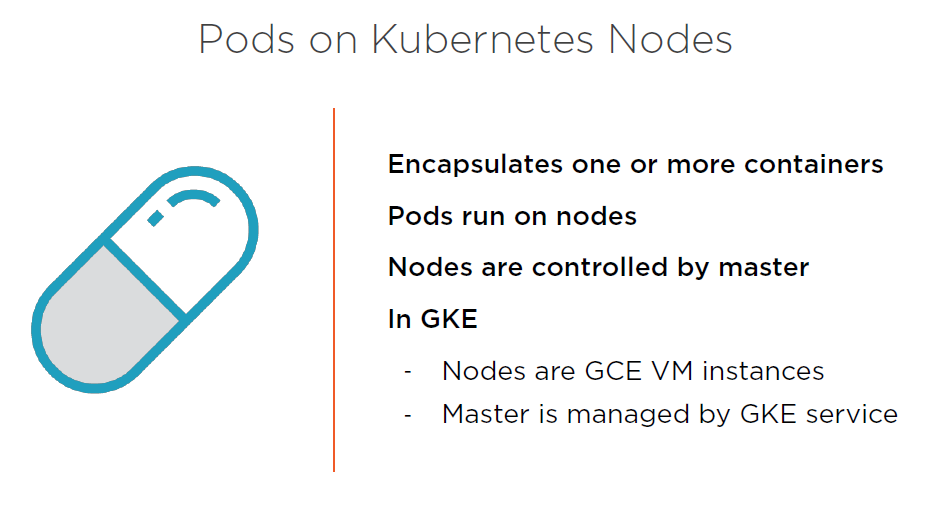 Pods on Kubernetes Nodes
Encapsulates one or more containers
Pods run on nodes
Nodes are controlled by master
In GKE
- Nodes are GCE VM instances
- Master is managed by GKE service